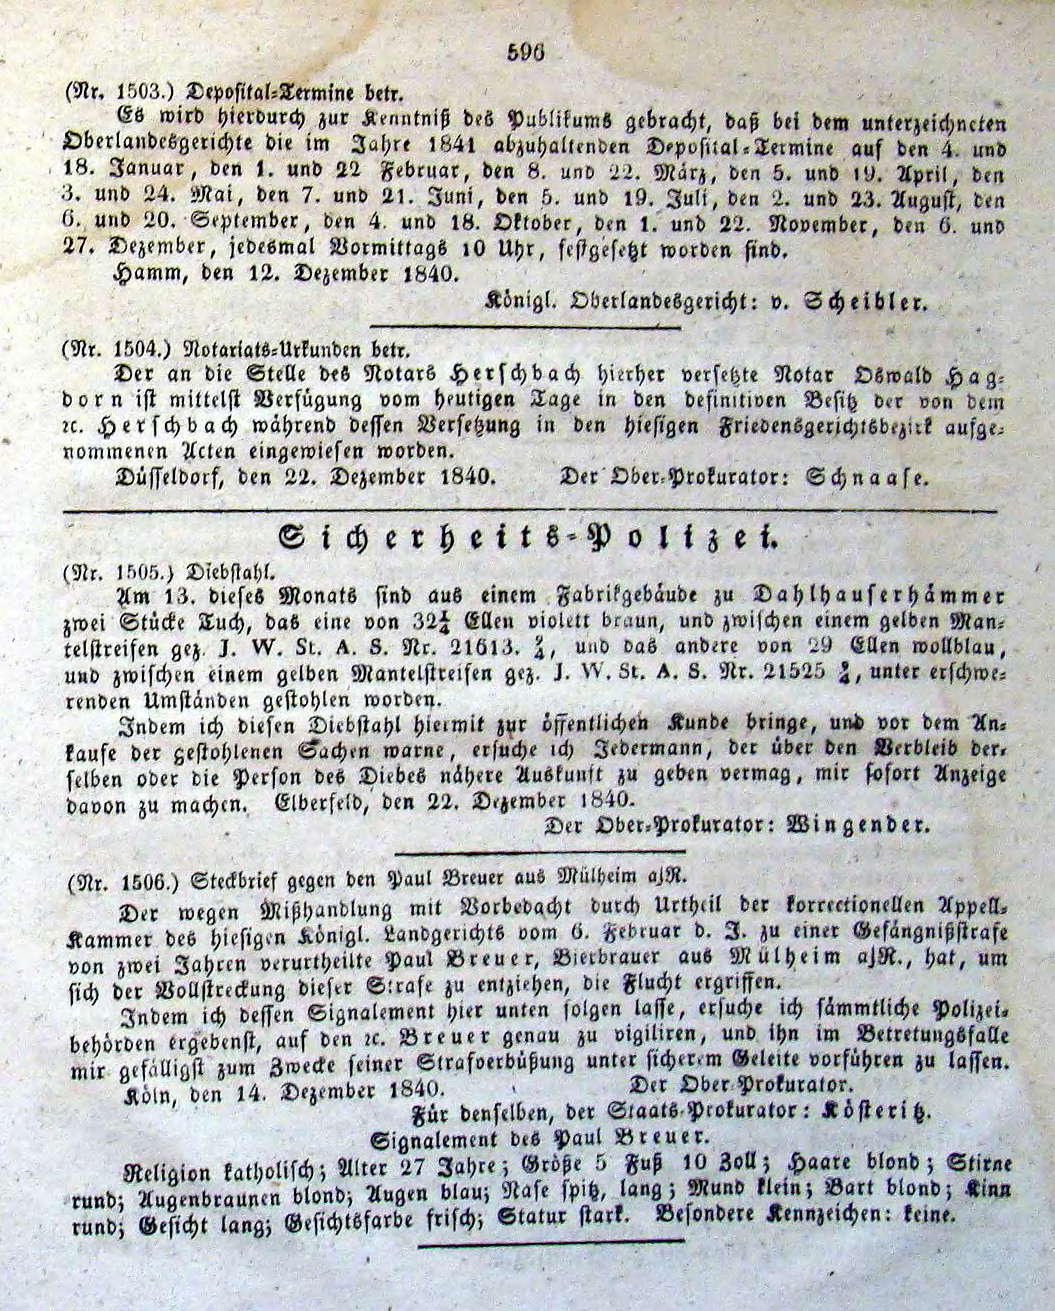 596
(Nr. 1503.) Deposital-Termine betr.
Es wird hierdurch zur Kenntniß des Publikums gebracht, daß bei dem unterzeichneten
Oberlandesgerichte die im Jahre 1841 abzuhaltenden Deposital-Termine auf den 4. und
18. Januar, den 1. und 22 Februar, den 8. und 22. März, den 5. und 19. April, den
3. und 24. Mai, den 7. und 21. Juni, den 5. und 19. Juli, den 2. und 23. August, den
6. und 20. September, den 4. und 18. Oktober, den 1. und 22. November, den 6. und
27. Dezember, jedesmal Vormittags 10 Uhr, festgesetzt worden sind.
Hamm, den 12. Dezember 1840.
Königl. Oberlandesgericht: v. Scheibler.
(Nr. 1504.) Notariats-Urkunden betr.
Der an die Stelle des Notars Herschbach hierher versetzte Notar Oswald Hag-
dorn ist mittelst Verfügung vom heutigen Tage in den definitiven Besitz der von dem
ꝛc. Herschbach während dessen Versetzung in den hiesigen Friedensgerichtsbezirk aufge-
nommenen Acten eingewiesen worden.
Düsseldorf, den 22. Dezember 1840. Der Ober-Prokurator: Schnaase.
Sicherheits-Polizei.
(Nr. 1505.) Diebstahl.
Am 13. dieses Monats sind aus einem Fabrikgebäude zu Dahlhauserhämmer
zwei Stücke Tuch, das eine von 32¼ Ellen violett braun, und zwischen einem gelben Man-
telstreifen gez. J. W. St. A. S. Nr. 21613. und das andere von 29 Ellen wollblau,
und zwischen einem gelben Mantelstreifen gez. J. W. St. A. S. Nr. 21525 unter erschwe-
renden Umständen gestohlen worden.
Indem ich diesen Diebstahl hiermit zur öffentlichen Kunde bringe, und vor dem An-
kaufe der gestohlenen Sachen warne, ersuche ich Jedermann, der über den Verbleib der-
selben oder die Person des Diebes nähere Auskunft zu geben vermag, mir sofort Anzeige
davon zu machen. Elberfeld, den 22. Dezember 1840.
Der Ober-Prokurator: Wingender.
(Nr. 1506.) Steckbrief gegen den Paul Breuer aus Mülheim a/R.
Der wegen Mißhandlung mit Vorbedacht durch Urtheil der korrectionellen Appell-
Kammer des hiesigen Königl. Landgerichts vom 6. Februar d. J. zu einer Gefängnißstrafe
von zwei Jahren verurtheilte Paul Breuer, Bierbrauer aus Mülheim a/R., hat, um
sich der Vollstreckung dieser Strafe zu entziehen, die Flucht ergriffen.
Indem ich dessen Signalement hier unten folgen lasse, ersuche ich sämmtliche Polizei-
behörden ergebenst, auf den ꝛc. Breuer genau zu vigiliren, und ihn im Betretungsfalle
mir gefälligst zum Zwecke seiner Strafverbüßung unter sicherem Geleite vorführen zu lassen.
Köln, den 14. Dezember 1840. Der Ober-Prokurator.
Für denselben, der Staats-Prokurator: Kösteritz.
Signalement des Paul Breuer.
Religion katholisch; Alter 27 Jahre; Größe 5 Fuß 10 Zoll; Haare blond; Stirne
rund; Augenbraunen blond; Augen blau; Nase spitz, lang; Mund klein; Bart blond; Kinn
rund; Gesicht lang; Gesichtsfarbe frisch; Statur stark. Besondere Kennzeichen: keine.